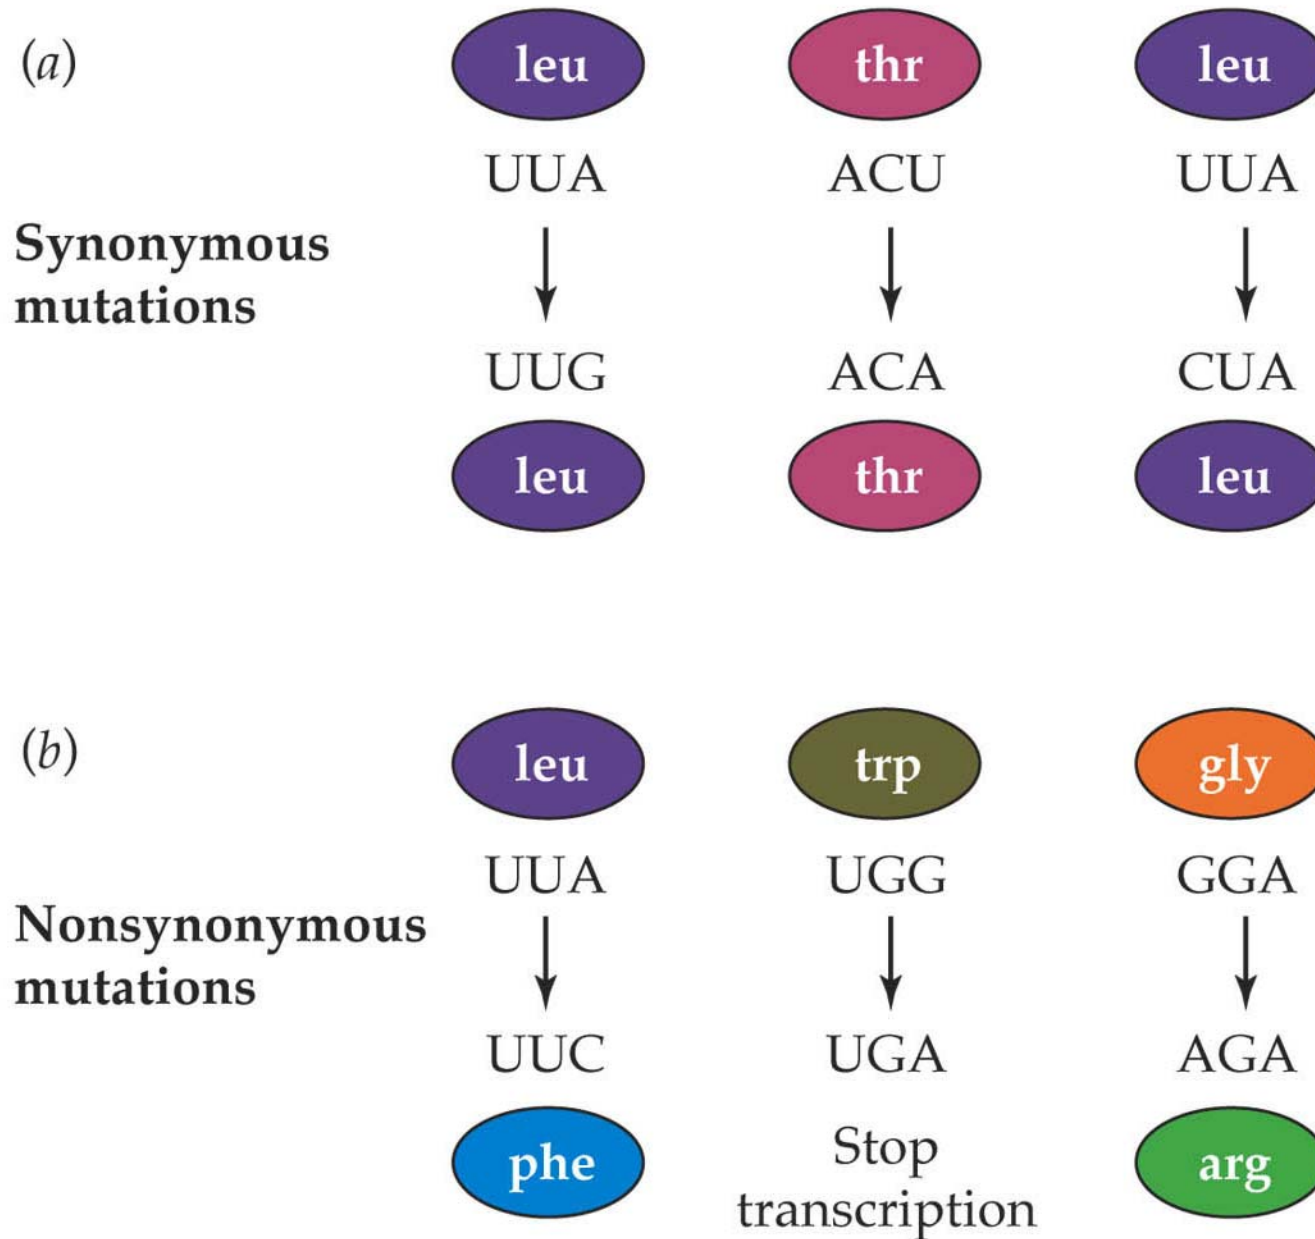 (a)
leu thr leu
UUA ACU UUA
Synonymous
mutations
UUG ACA CUA
leu thr leu
(b)
leu trp gly
UUA UGG GGA
Nonsynonymous
mutations
UUC UGA AGA
phe Stop arg
transcription